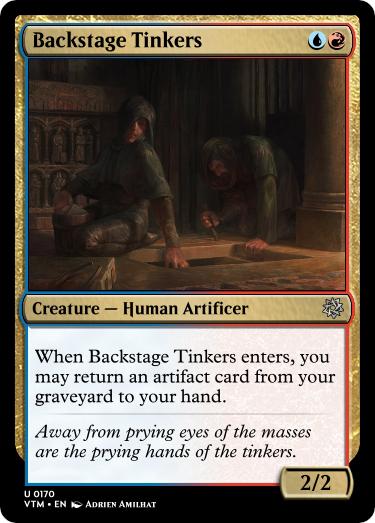 Backstage Tinkers
Creature — Human Artificer
When Backstage Tinkers enters, you
may return an artifact card from your
graveyard to your hand.
Away from prying eyes of the masses
are the prying hands of the tinkers.
2/2
U 0170
VTM • EN Adrien Amilhat